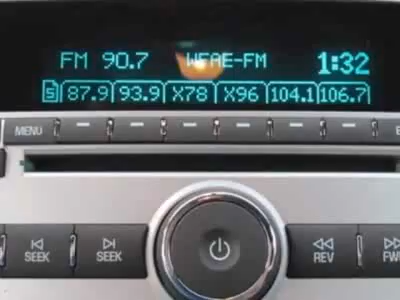 FM 90.7 WFAE-FM 1:32
5 87.9 93.9 X78 X96 104.1 106.7
MENU
SEEK SEEK REV FWD